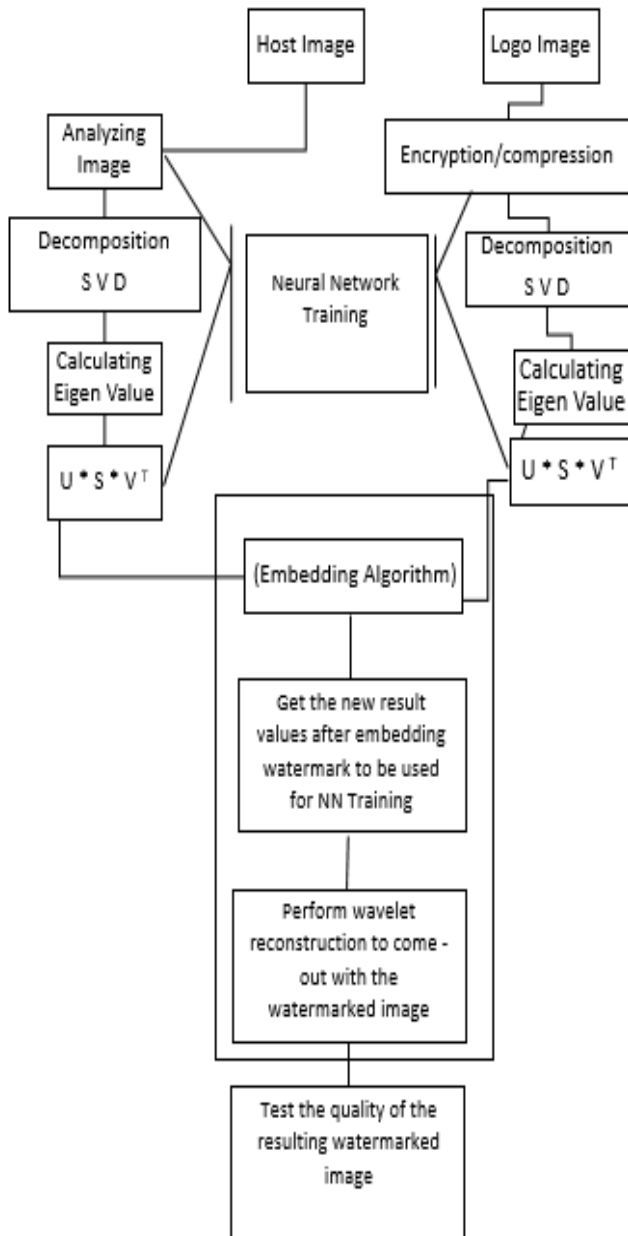 Host Image
Logo Image
Analyzing
Image
Encryption/compression
Decomposition
S V D
Neural Network
Training
Decomposition
S V D
Calculating
Eigen Value
Calculating
Eigen Value
U * S * V ᵀ
U * S * V ᵀ
(Embedding Algorithm)
Get the new result
values after embedding
watermark to be used
for NN Training
Perform wavelet
reconstruction to come -
out with the
watermarked image
Test the quality of the
resulting watermarked
image